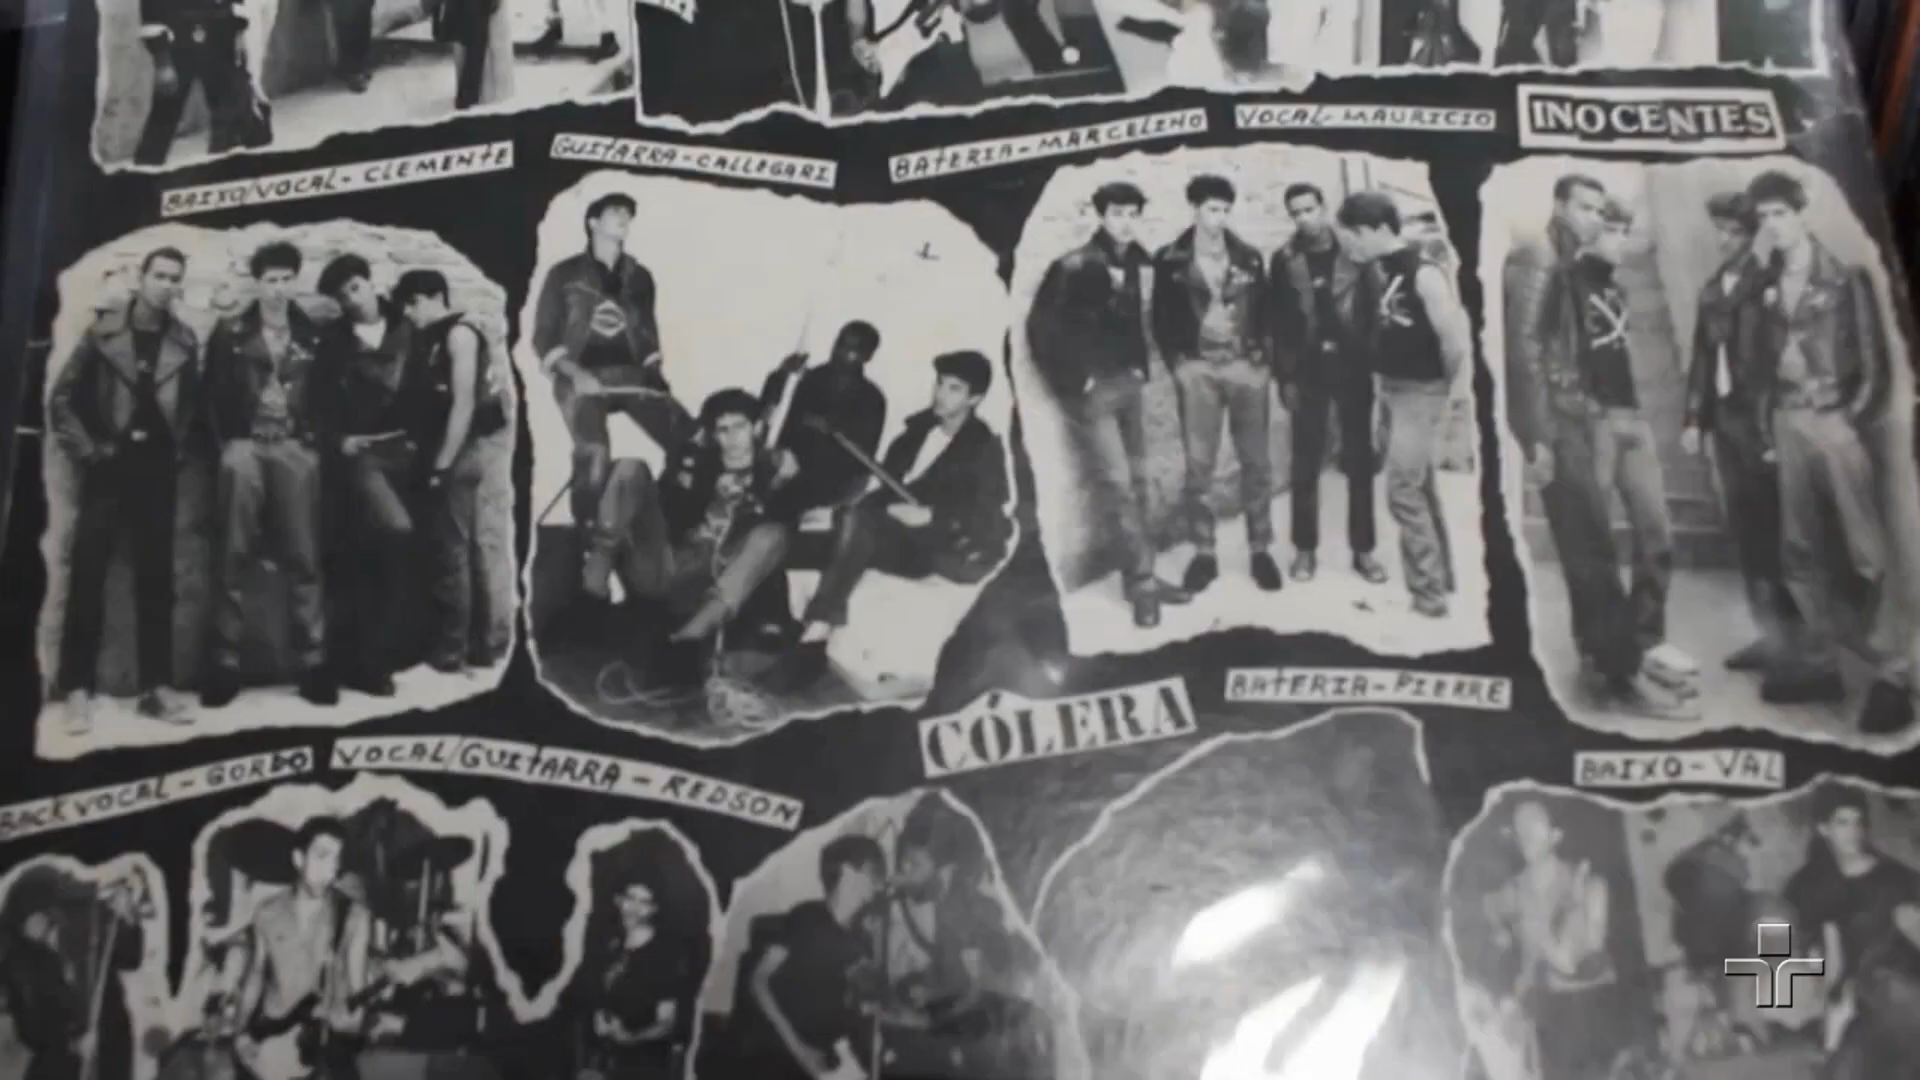 BAIXO/VOCAL - CLEMENTE
GUITARRA - CALLEGARI
BATERIA - MARCELINO
VOCAL - MAURICIO
INOCENTES
BACK VOCAL - GORDO
VOCAL/GUITARRA - REDSON
CÓLERA
BATERIA - PIERRE
BAIXO - VAL